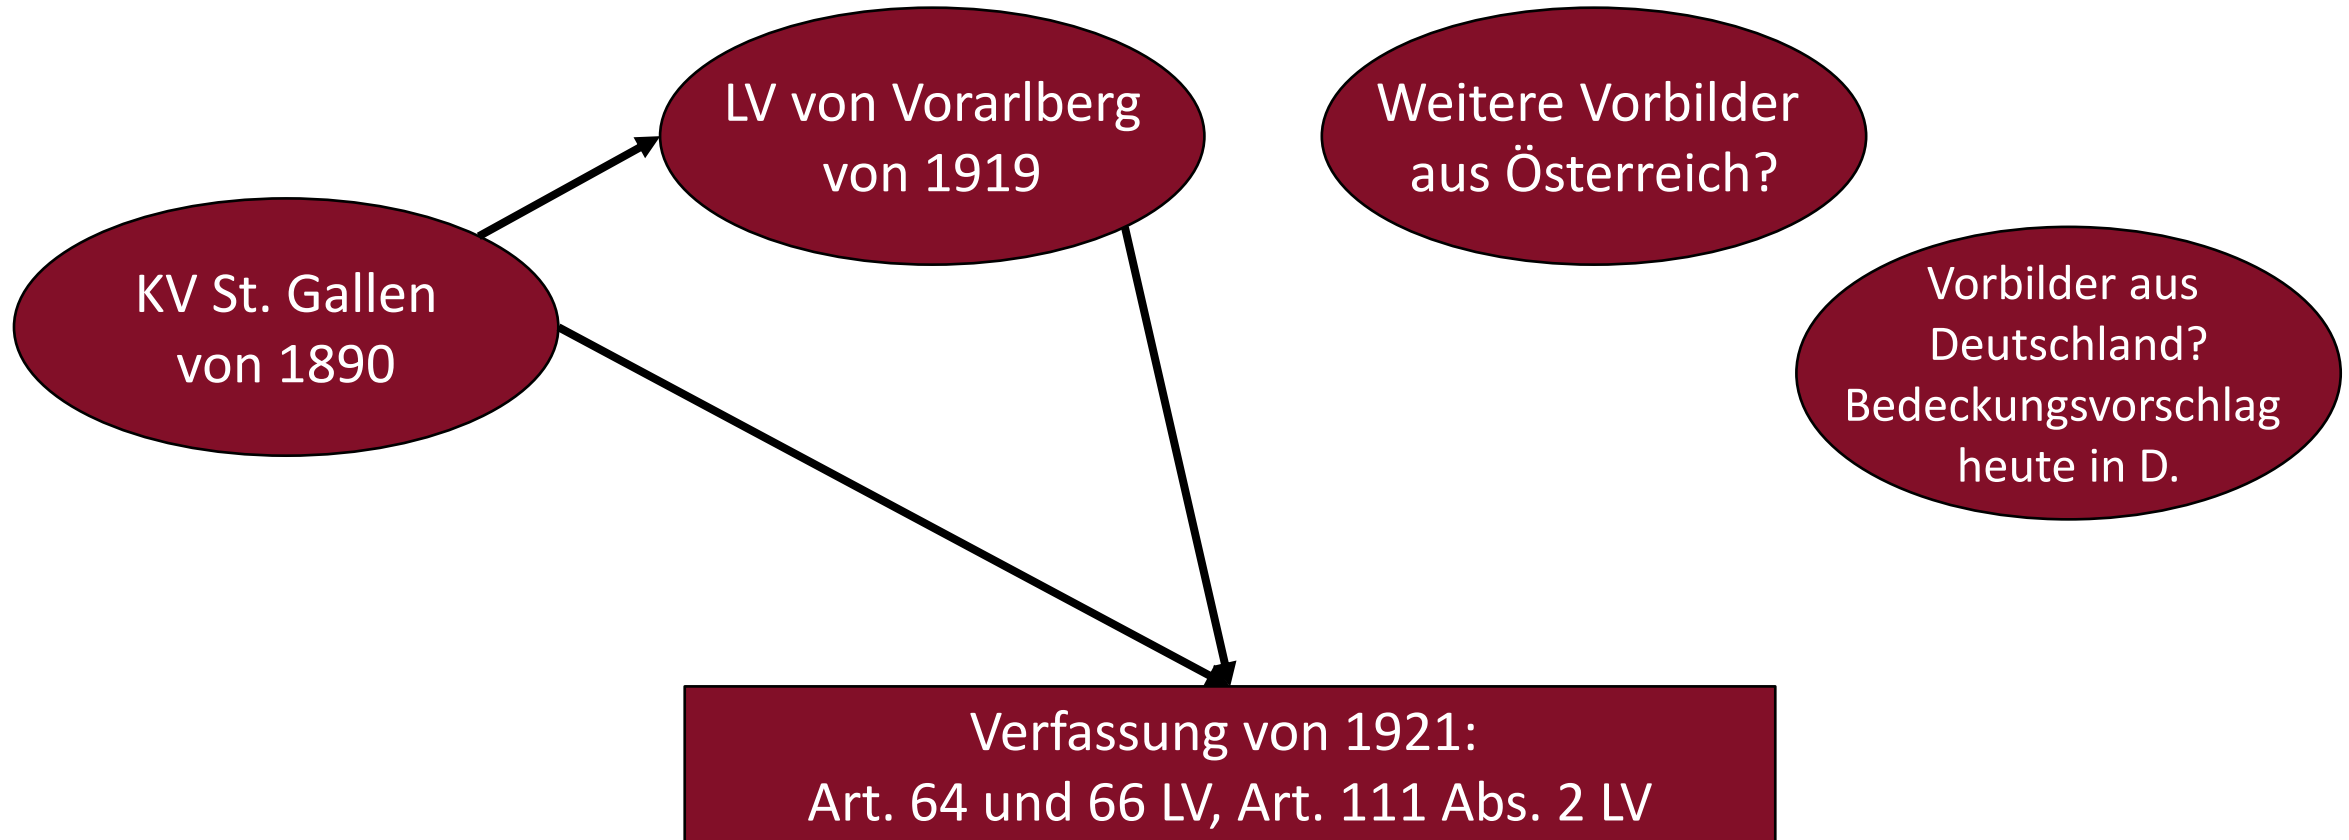 LV von Vorarlberg
von 1919
Weitere Vorbilder
aus Österreich?
KV St. Gallen
von 1890
Vorbilder aus
Deutschland?
Bedeckungsvorschlag
heute in D.
Verfassung von 1921:
Art. 64 und 66 LV, Art. 111 Abs. 2 LV